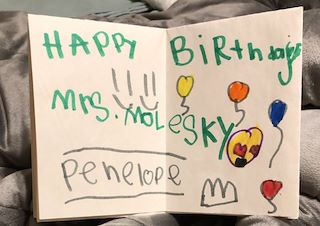 HAPPY BiRthday
Mrs. MoLesky
Penelope